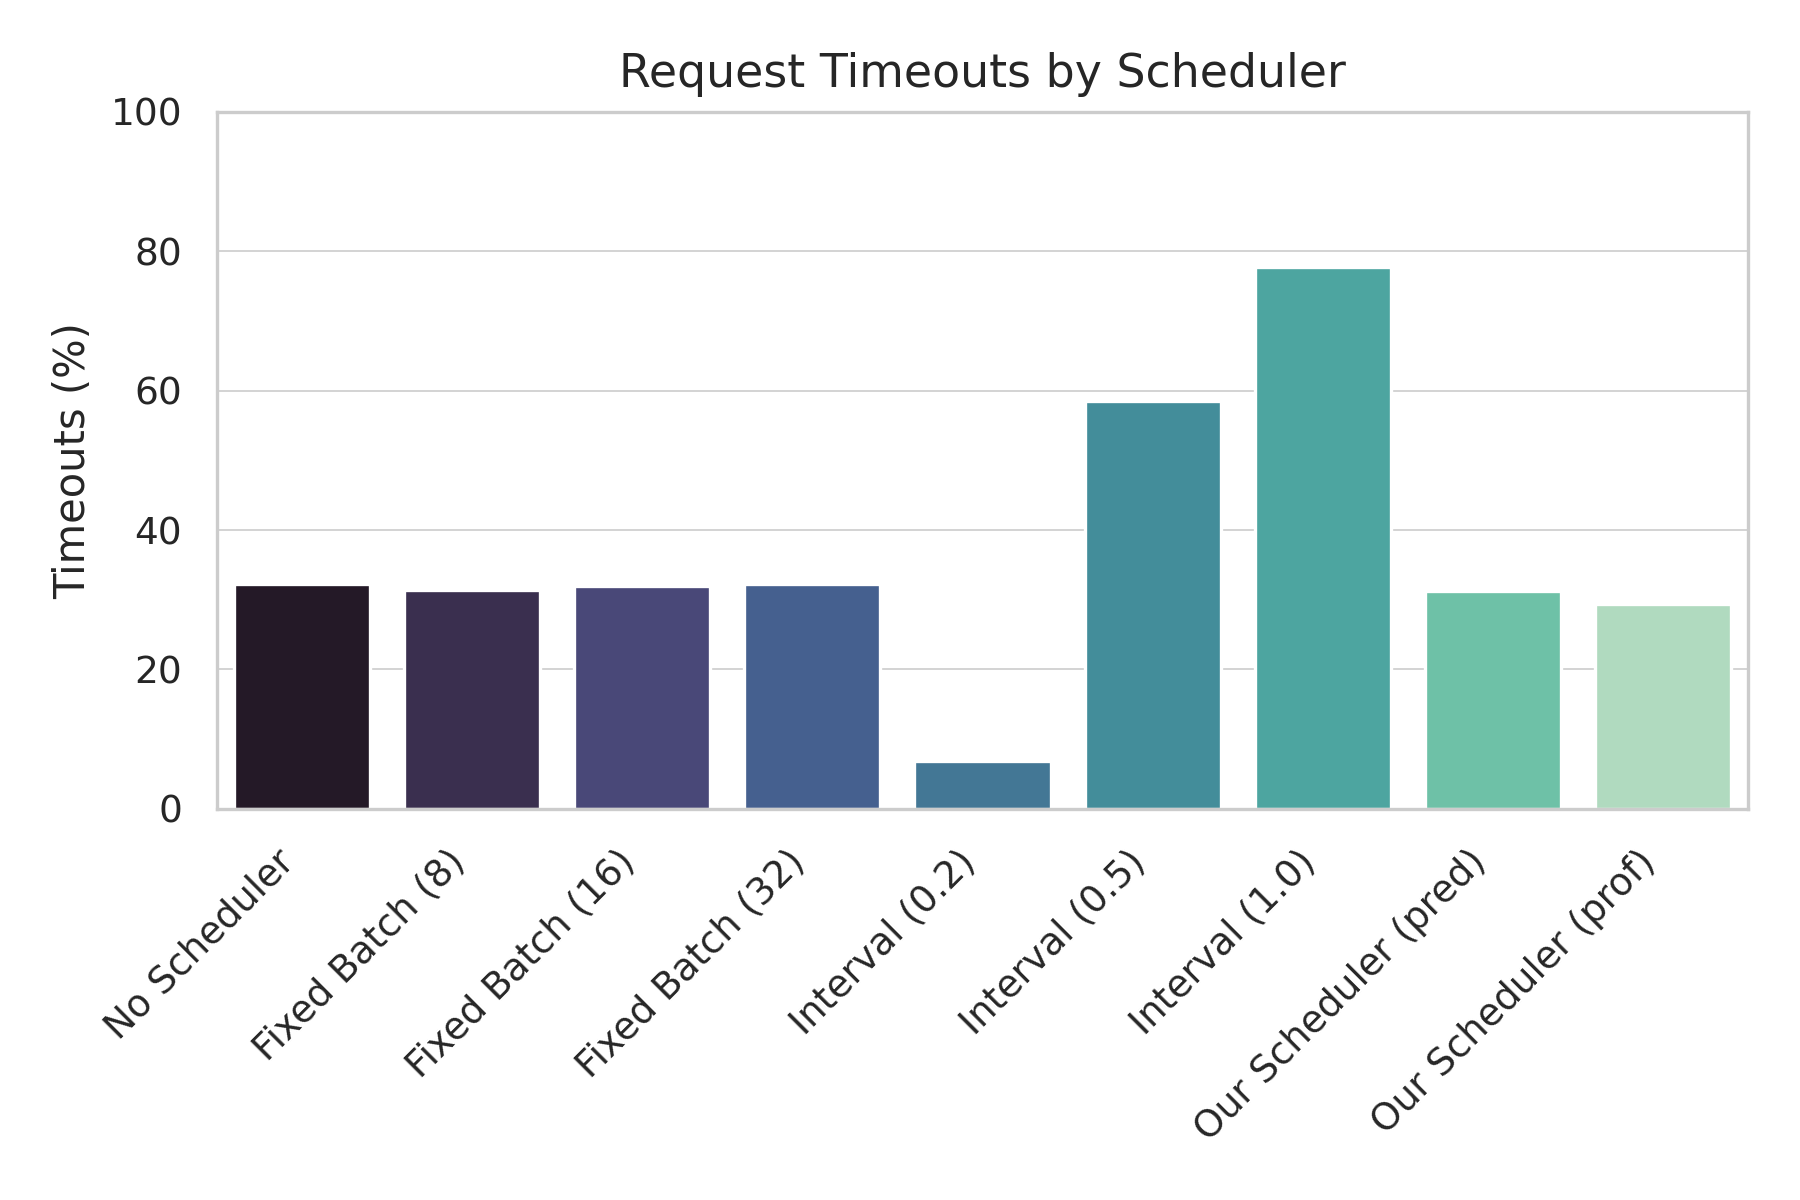 Request Timeouts by Scheduler
Timeouts (%)
100
80
60
40
20
0
No Scheduler
Fixed Batch (8)
Fixed Batch (16)
Fixed Batch (32)
Interval (0.2)
Interval (0.5)
Interval (1.0)
Our Scheduler (pred)
Our Scheduler (prof)